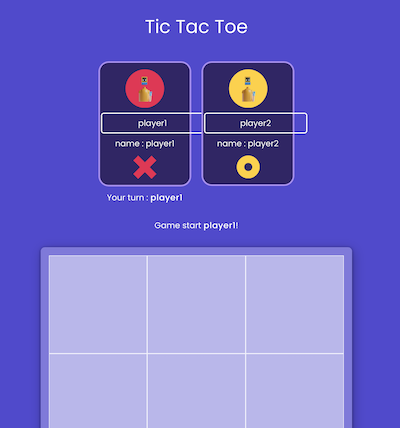 Tic Tac Toe
player1
player2
name : player1
name : player2
Your turn : player1
Game start player1!